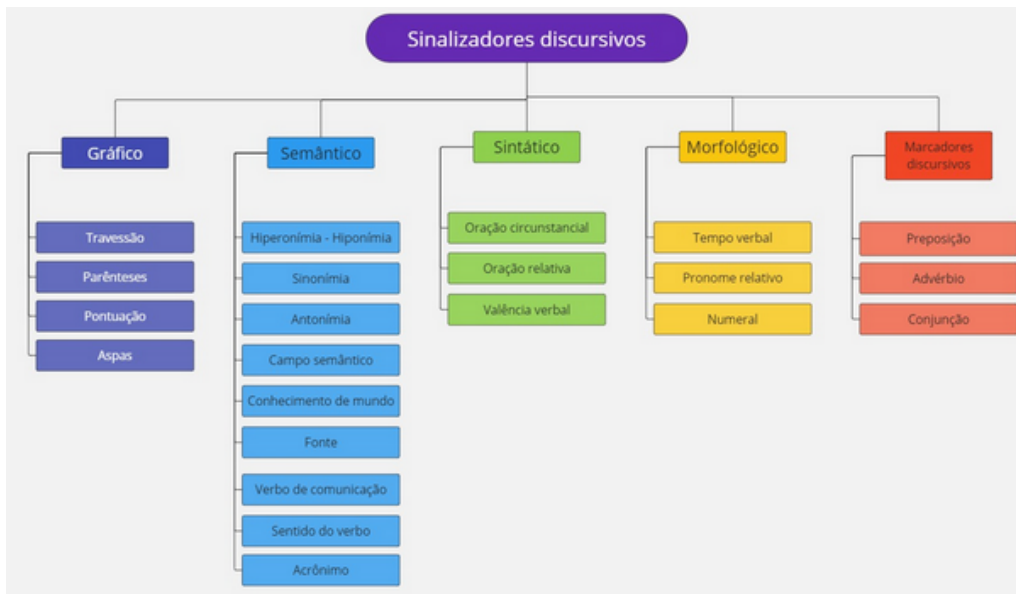 Sinalizadores discursivos
Gráfico
Travessão
Parênteses
Pontuação
Aspas
Semântico
Hiperonímia - Hiponímia
Sinonímia
Antonímia
Campo semântico
Conhecimento de mundo
Fonte
Verbo de comunicação
Sentido do verbo
Acrônimo
Sintático
Oração circunstancial
Oração relativa
Valência verbal
Morfológico
Tempo verbal
Pronome relativo
Numeral
Marcadores
discursivos
Preposição
Advérbio
Conjunção